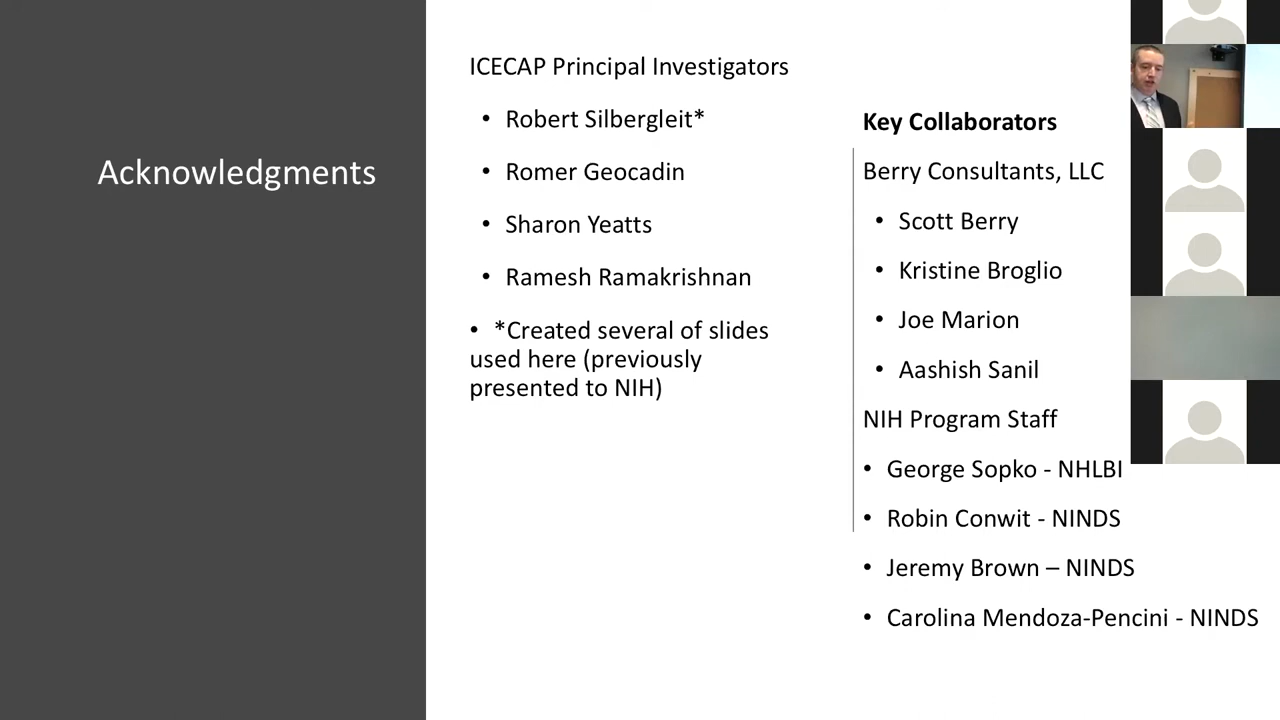 Acknowledgments
ICECAP Principal Investigators
• Robert Silbergleit*
• Romer Geocadin
• Sharon Yeatts
• Ramesh Ramakrishnan
• *Created several of slides
used here (previously
presented to NIH)
Key Collaborators
Berry Consultants, LLC
• Scott Berry
• Kristine Broglio
• Joe Marion
• Aashish Sanil
NIH Program Staff
• George Sopko - NHLBI
• Robin Conwit - NINDS
• Jeremy Brown – NINDS
• Carolina Mendoza-Pencini - NINDS